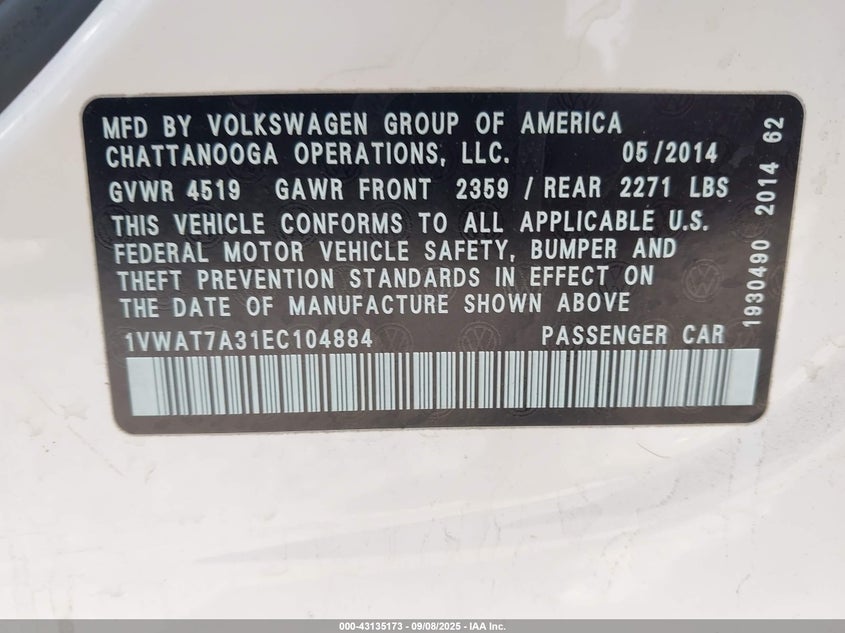 MFD BY VOLKSWAGEN GROUP OF AMERICA
CHATTANOOGA OPERATIONS, LLC. 05/2014
GVWR 4519 GAWR FRONT 2359 / REAR 2271 LBS
THIS VEHICLE CONFORMS TO ALL APPLICABLE U.S.
FEDERAL MOTOR VEHICLE SAFETY, BUMPER AND
THEFT PREVENTION STANDARDS IN EFFECT ON
THE DATE OF MANUFACTURE SHOWN ABOVE
1VWAT7A31EC104884 PASSENGER CAR
1930490 2014 62
000-43135173 - 09/08/2025 - IAA Inc.